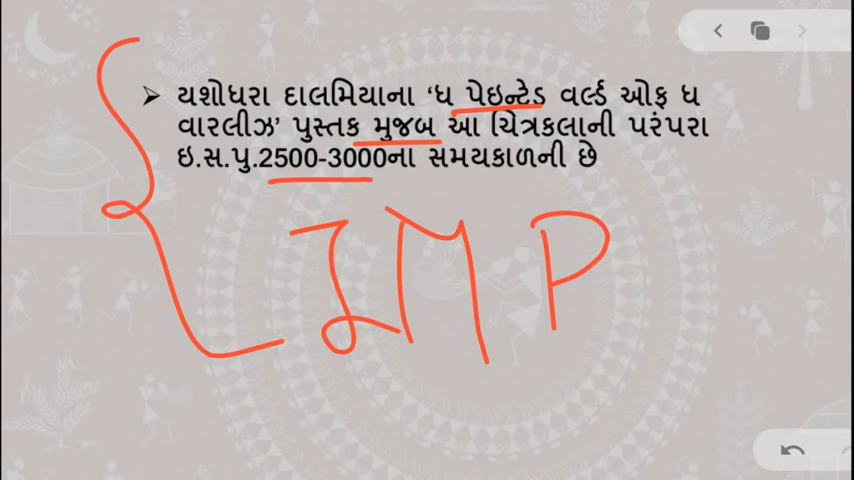 ➤ યશોધરા દાલમિયાના ‘ધ પેઇન્ટેડ વર્લ્ડ ઓફ ધ
વારલીઝ’ પુસ્તક મુજબ આ ચિત્રકલાની પરંપરા
ઇ.સ.પુ.2500-3000ના સમયકાળની છે
IMP